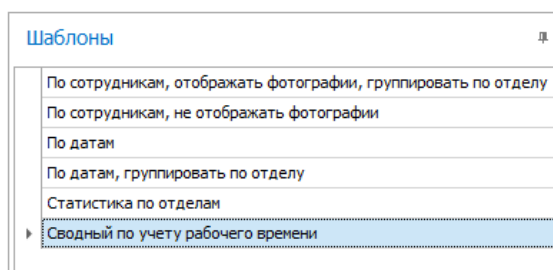 Шаблоны
По сотрудникам, отображать фотографии, группировать по отделу
По сотрудникам, не отображать фотографии
По датам
По датам, группировать по отделу
Статистика по отделам
Сводный по учету рабочего времени